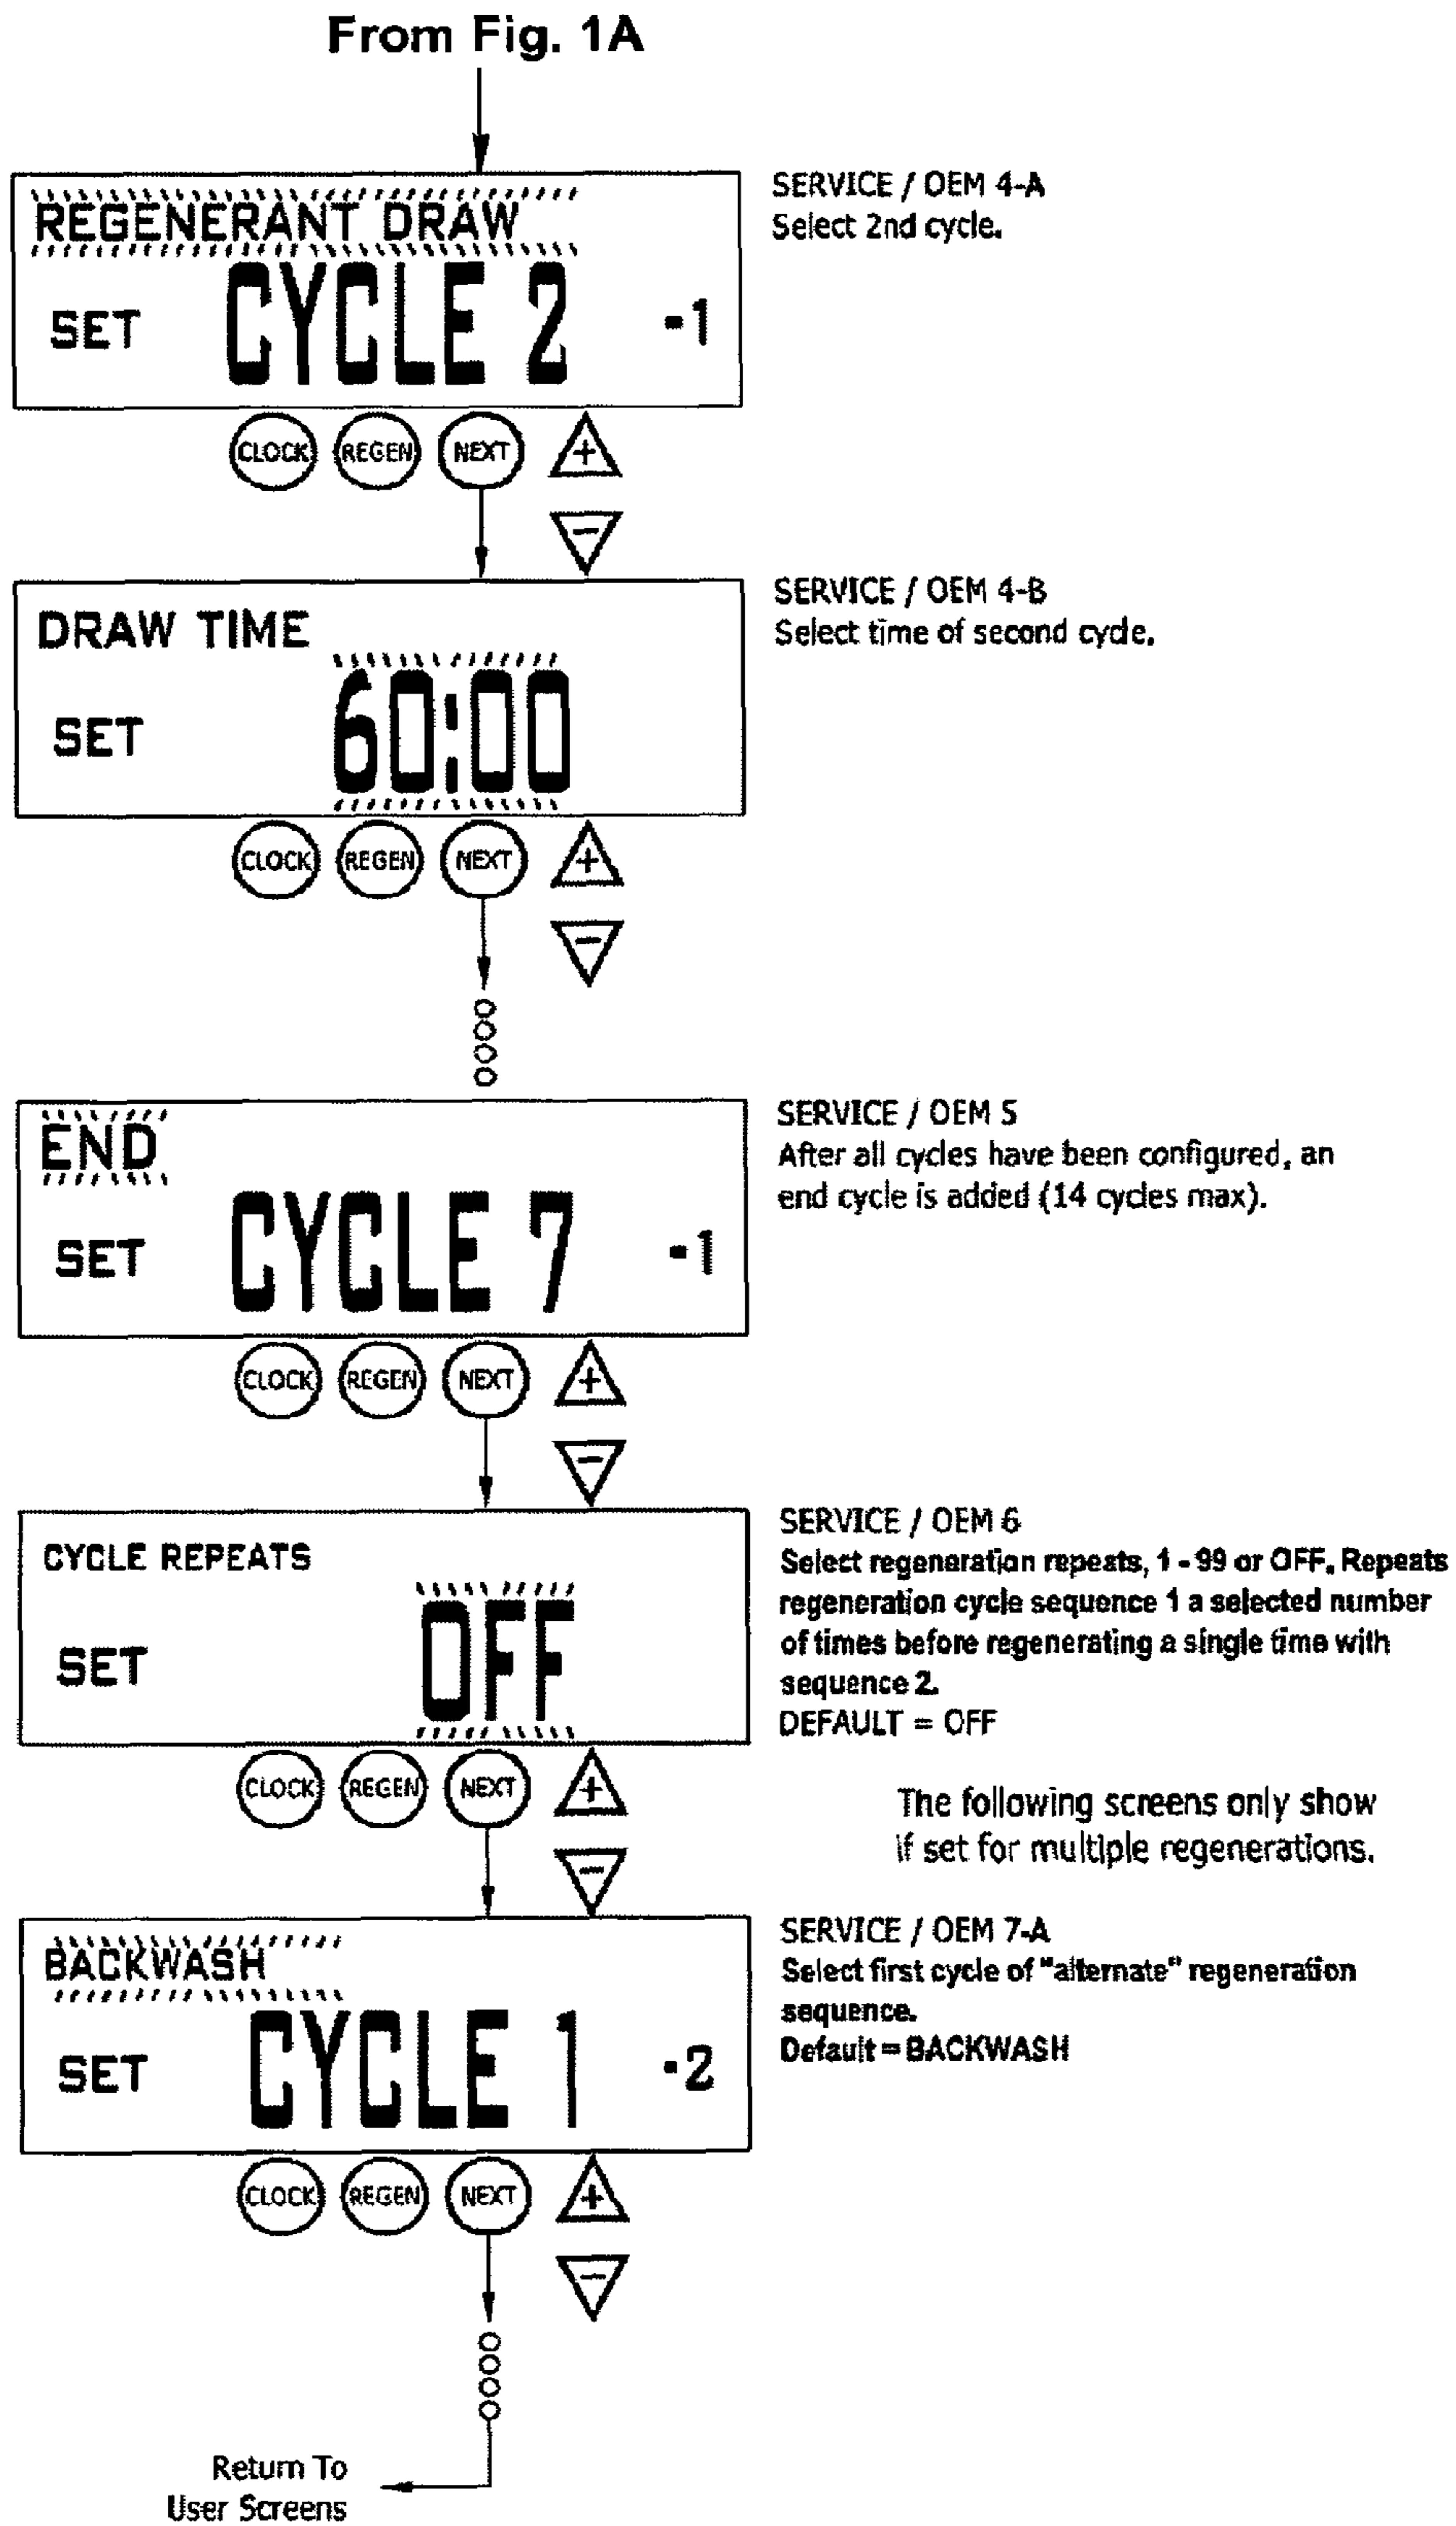 From Fig. 1A
REGENERANT DRAW
SET CYCLE 2 -1
SERVICE / OEM 4-A
Select 2nd cycle.
CLOCK REGEN NEXT +
-
DRAW TIME
SET 60:00
SERVICE / OEM 4-B
Select time of second cycle.
CLOCK REGEN NEXT +
-
END
SET CYCLE 7 -1
SERVICE / OEM 5
After all cycles have been configured, an
end cycle is added (14 cycles max).
CLOCK REGEN NEXT +
-
CYCLE REPEATS
SET OFF
SERVICE / OEM 6
Select regeneration repeats, 1 - 99 or OFF. Repeats
regeneration cycle sequence 1 a selected number
of times before regenerating a single time with
sequence 2.
DEFAULT = OFF
CLOCK REGEN NEXT +
-
The following screens only show
if set for multiple regenerations.
BACKWASH
SET CYCLE 1 -2
SERVICE / OEM 7-A
Select first cycle of "alternate" regeneration
sequence.
Default = BACKWASH
CLOCK REGEN NEXT +
-
Return To
User Screens